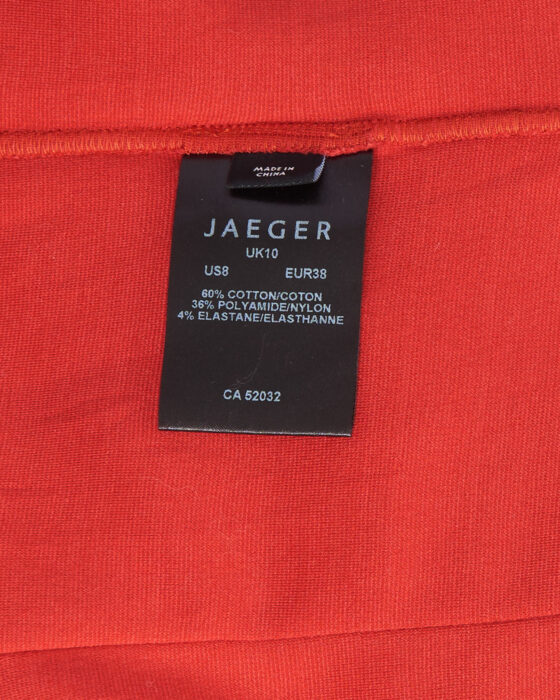 MADE IN
CHINA
JAEGER
UK10
US8 EUR38
60% COTTON/COTON
36% POLYAMIDE/NYLON
4% ELASTANE/ELASTHANNE
CA 52032